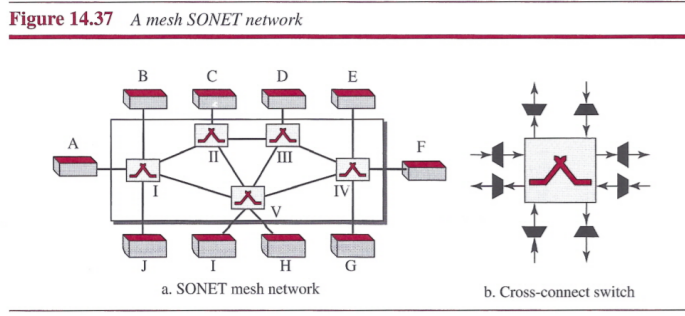 Figure 14.37 A mesh SONET network
B C D E
A F
II III
I IV
V
J I H G
a. SONET mesh network
b. Cross-connect switch